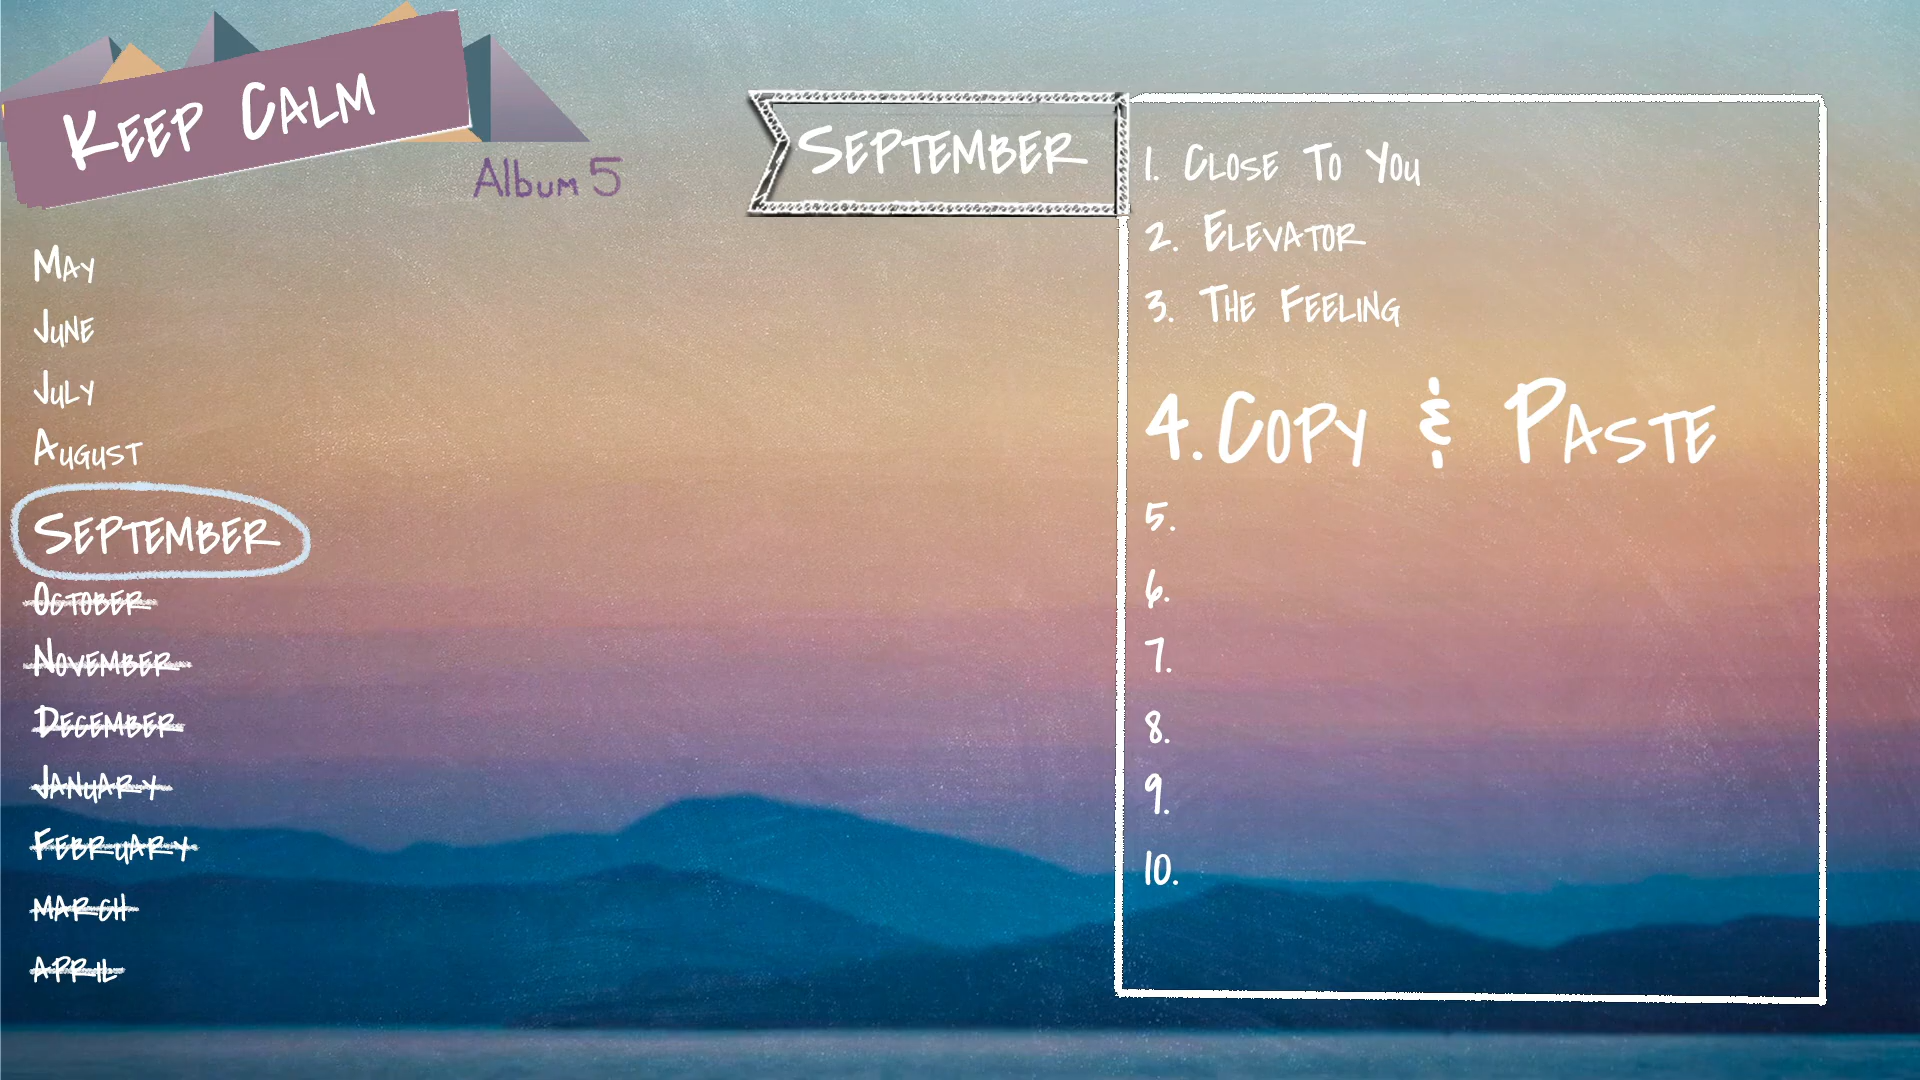 Keep Calm
Album 5
May
June
July
August
September
October
November
December
January
February
March
April
September
1. Close To You
2. Elevator
3. The Feeling
4. Copy & Paste
5.
6.
7.
8.
9.
10.